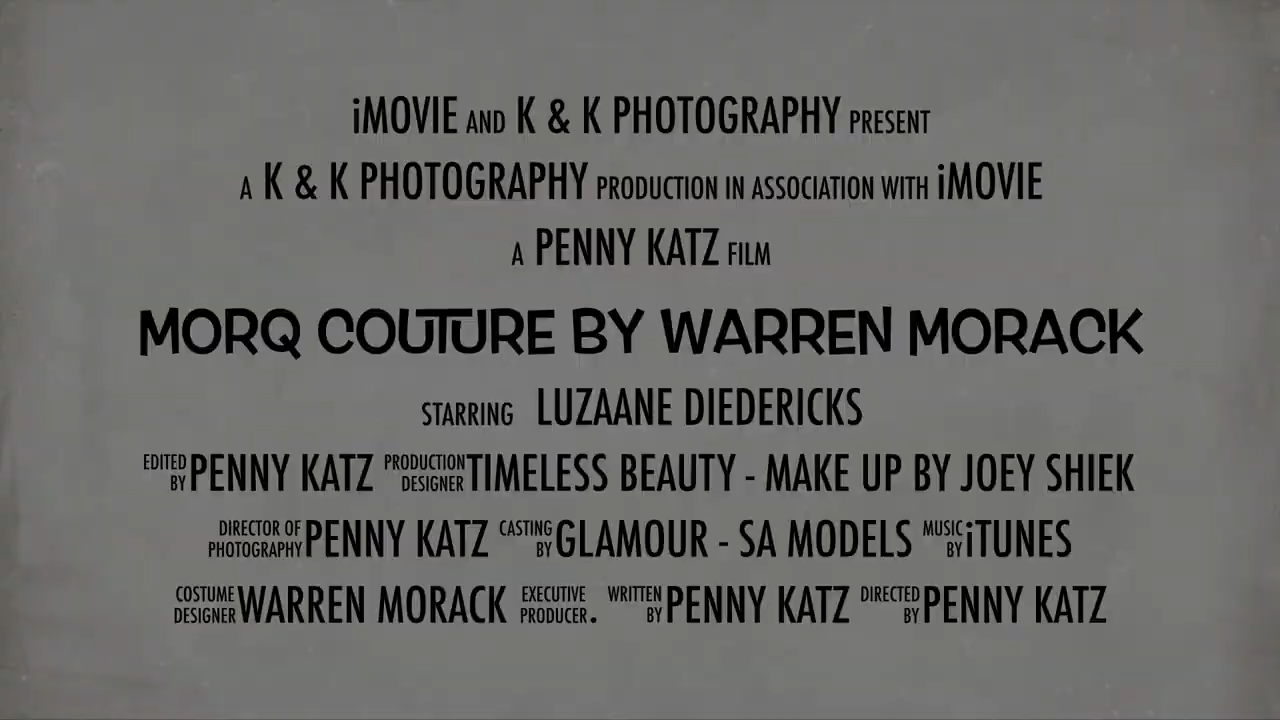 iMOVIE AND K & K PHOTOGRAPHY PRESENT
A K & K PHOTOGRAPHY PRODUCTION IN ASSOCIATION WITH iMOVIE
A PENNY KATZ FILM
MORQ COUTURE BY WARREN MORACK
STARRING LUZAANE DIEDERICKS
EDITED BY PENNY KATZ PRODUCTION DESIGNER TIMELESS BEAUTY - MAKE UP BY JOEY SHIEK
DIRECTOR OF PHOTOGRAPHY PENNY KATZ CASTING BY GLAMOUR - SA MODELS MUSIC BY iTUNES
COSTUME DESIGNER WARREN MORACK EXECUTIVE PRODUCER . WRITTEN BY PENNY KATZ DIRECTED BY PENNY KATZ